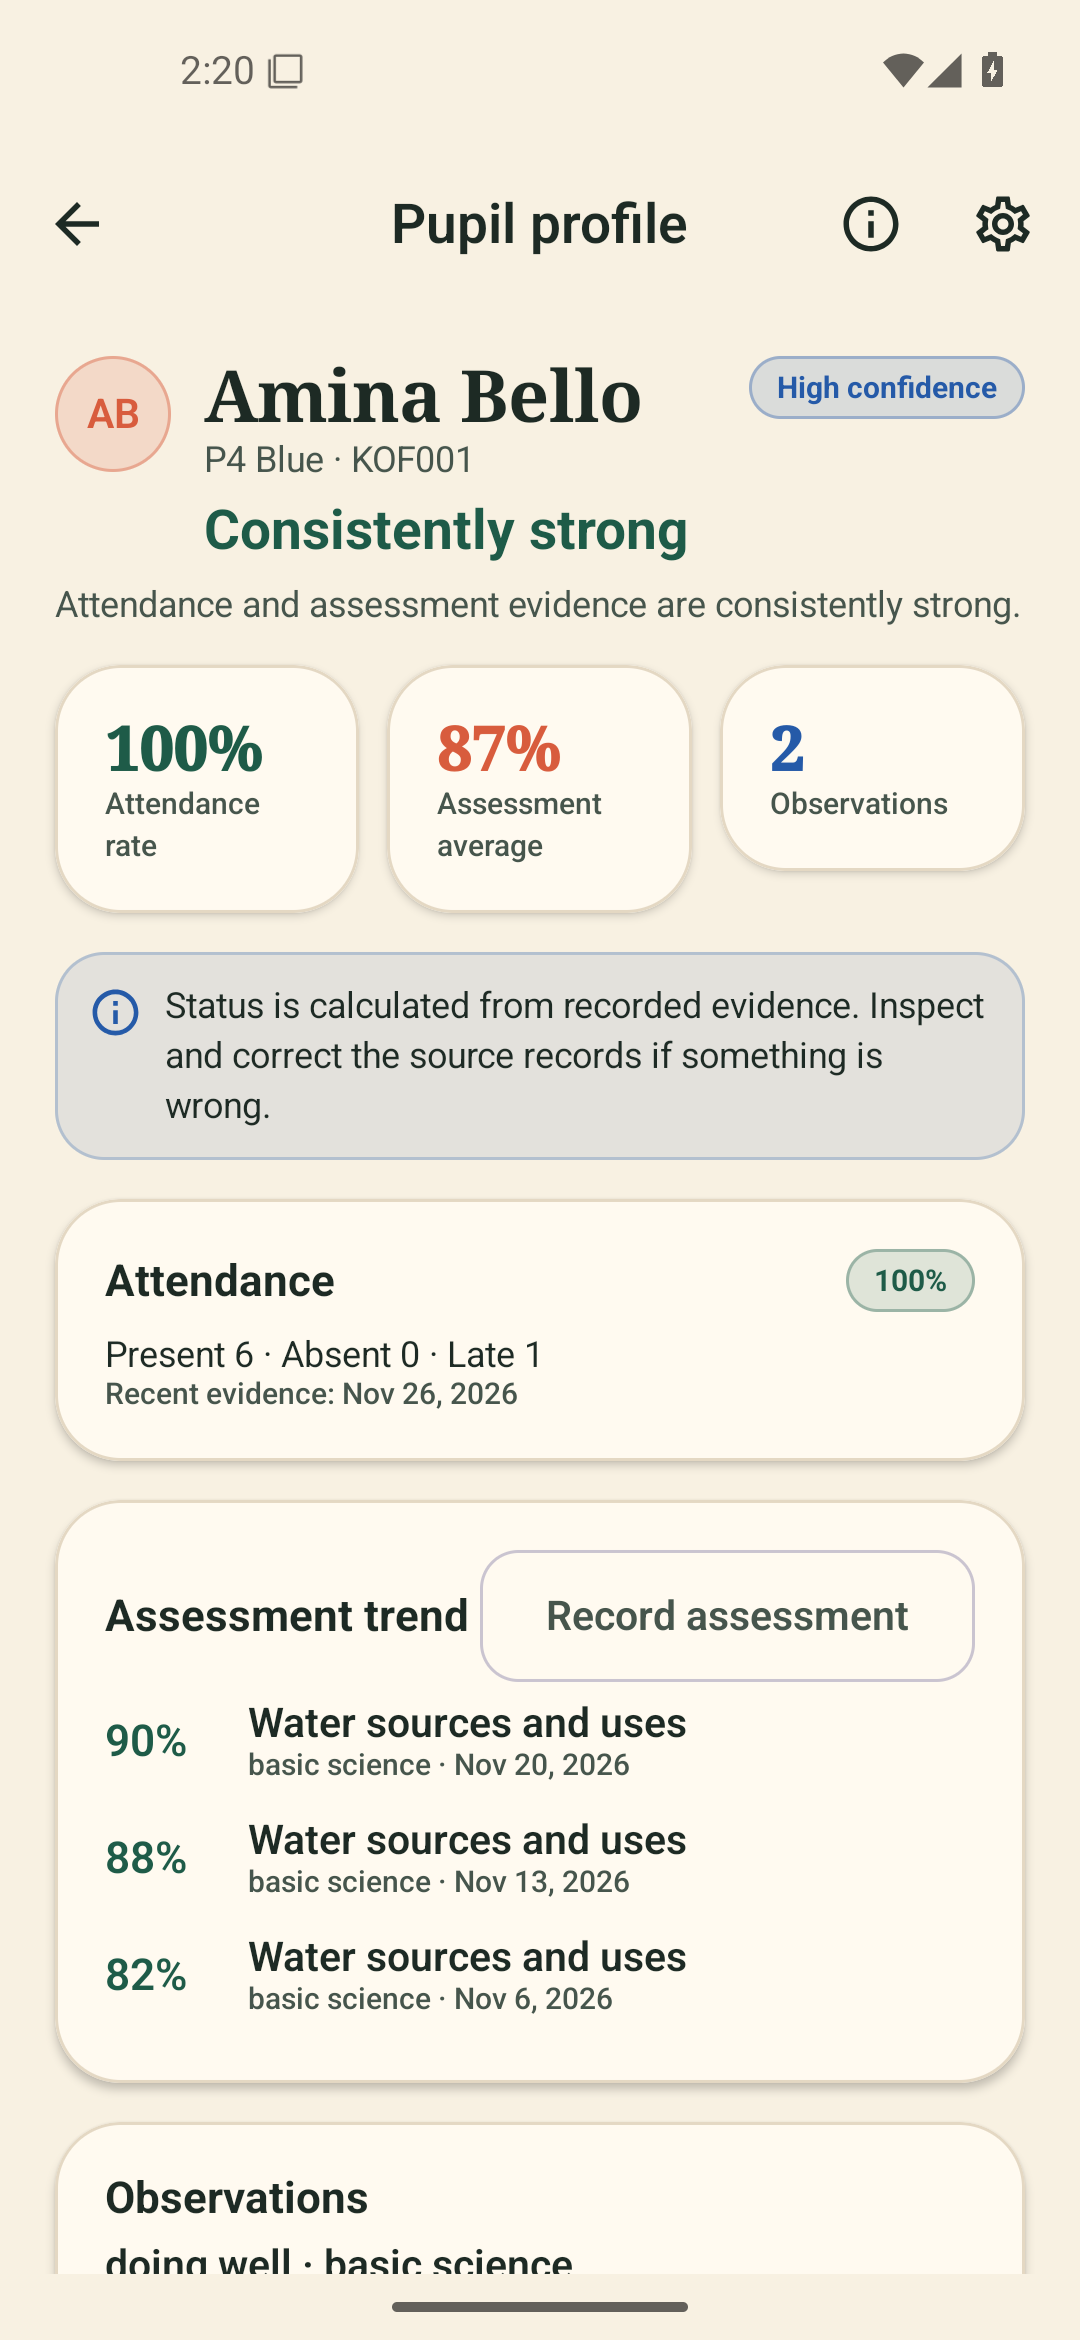 2:20
Pupil profile
AB
Amina Bello
High confidence
P4 Blue · KOF001
Consistently strong
Attendance and assessment evidence are consistently strong.
100%
Attendance
rate
87%
Assessment
average
2
Observations
Status is calculated from recorded evidence. Inspect
and correct the source records if something is
wrong.
Attendance
100%
Present 6 · Absent 0 · Late 1
Recent evidence: Nov 26, 2026
Assessment trend
Record assessment
90%
Water sources and uses
basic science · Nov 20, 2026
88%
Water sources and uses
basic science · Nov 13, 2026
82%
Water sources and uses
basic science · Nov 6, 2026
Observations
doing well · basic science